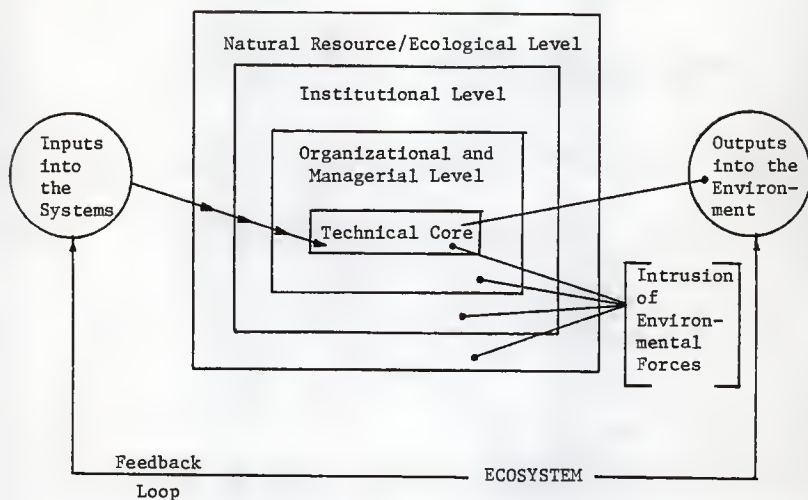 Natural Resource/Ecological Level
Institutional Level
Organizational and
Managerial Level
Technical Core
Inputs
into
the
Systems
Outputs
into the
Environ-
ment
Intrusion
of
Environ-
mental
Forces
Feedback
Loop
ECOSYSTEM